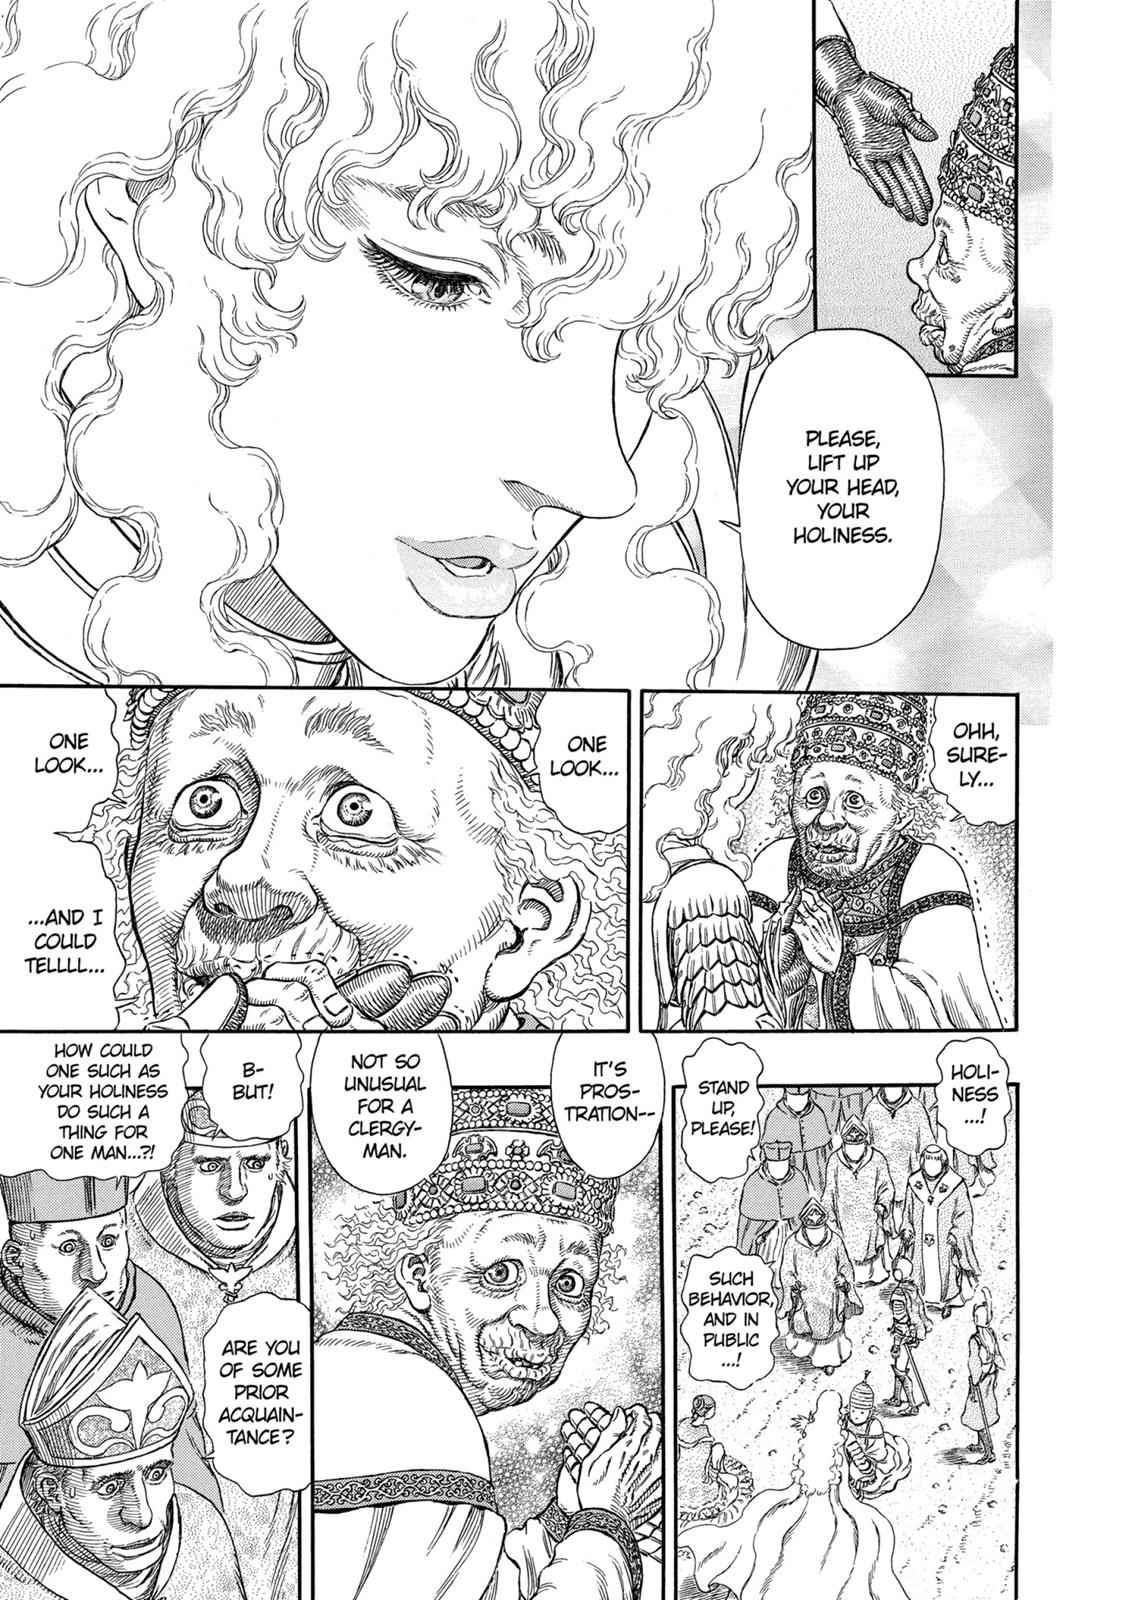 PLEASE,
LIFT UP
YOUR HEAD,
YOUR
HOLINESS.
OHH,
SURE-
LY...
ONE
LOOK...
ONE
LOOK...
...AND I
COULD
TELLLL...
HOLI-
NESS
...!
STAND
UP,
PLEASE!
SUCH
BEHAVIOR,
AND IN
PUBLIC
...!
IT'S
PROS-
TRATION--
NOT SO
UNUSUAL
FOR A
CLERGY-
MAN.
B-
BUT!
HOW COULD
ONE SUCH AS
YOUR HOLINESS
DO SUCH A
THING FOR
ONE MAN...?!
ARE YOU
OF SOME
PRIOR
ACQUAIN-
TANCE?